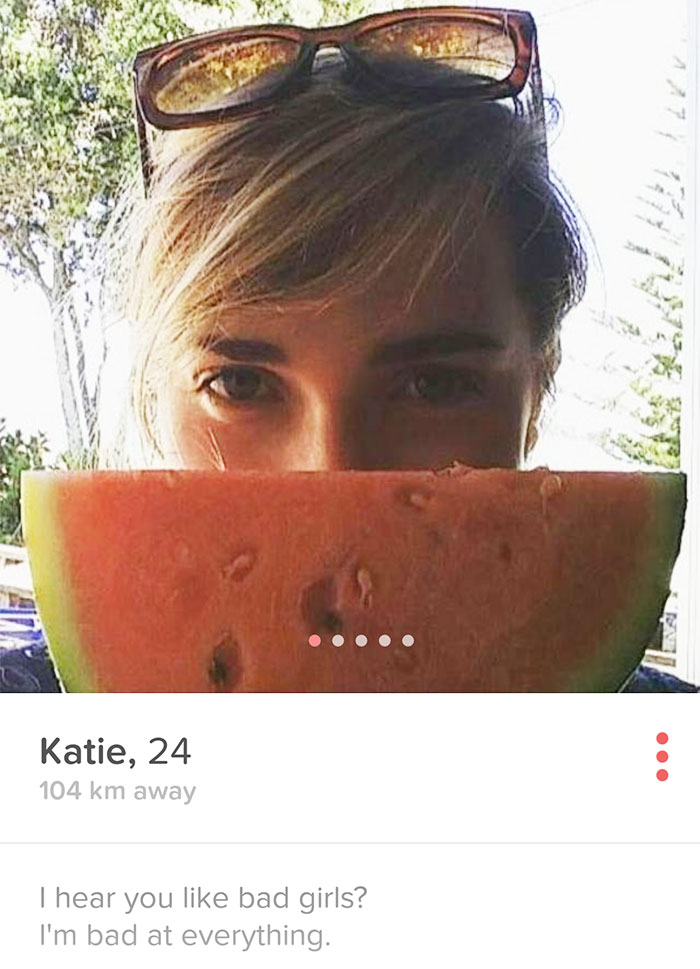 Katie, 24
104 km away
I hear you like bad girls?
I'm bad at everything.